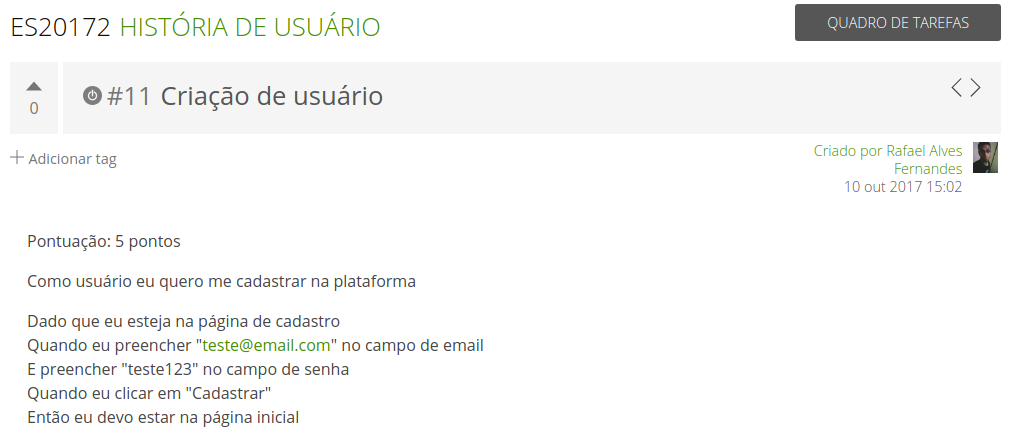 ES20172 HISTÓRIA DE USUÁRIO
QUADRO DE TAREFAS
0
#11 Criação de usuário
Adicionar tag
Criado por Rafael Alves
Fernandes
10 out 2017 15:02
Pontuação: 5 pontos
Como usuário eu quero me cadastrar na plataforma
Dado que eu esteja na página de cadastro
Quando eu preencher "teste@email.com" no campo de email
E preencher "teste123" no campo de senha
Quando eu clicar em "Cadastrar"
Então eu devo estar na página inicial